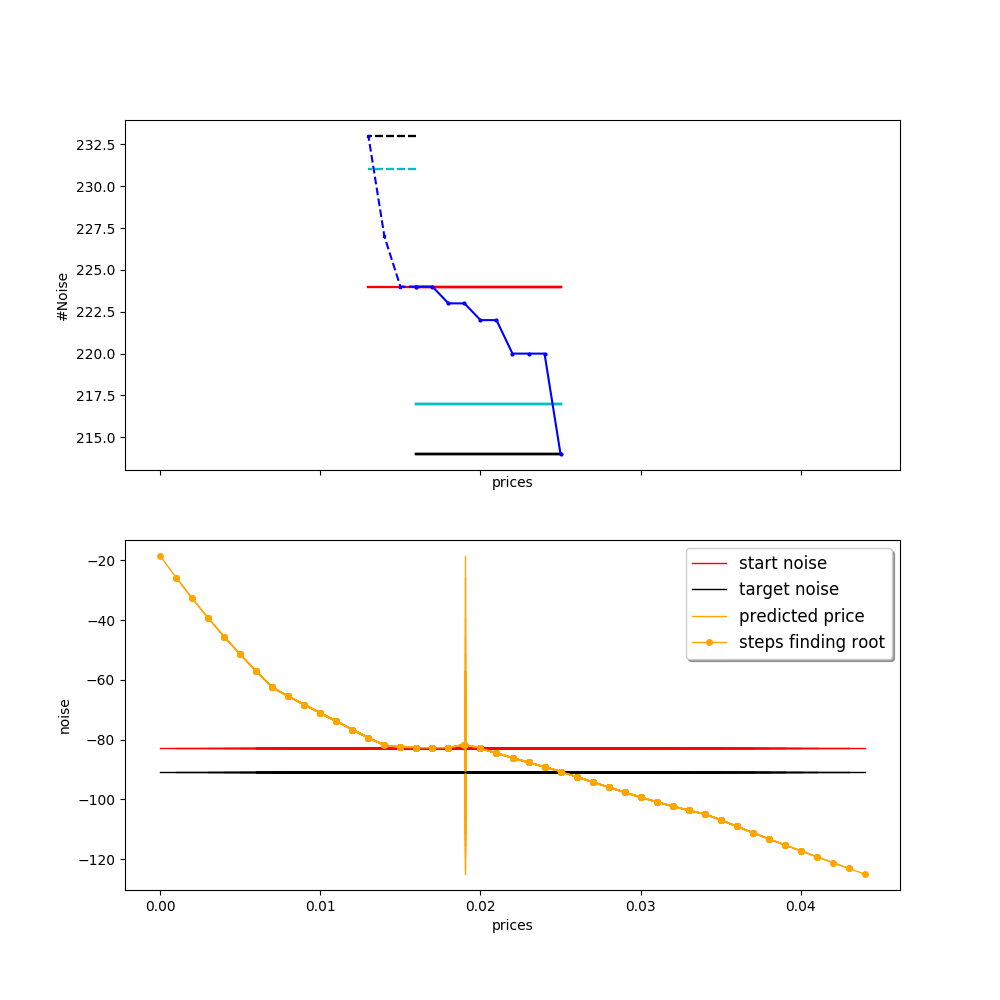 232.5
230.0
227.5
225.0
222.5
220.0
217.5
215.0
#Noise
prices
−20
−40
−60
−80
−100
−120
noise
start noise
target noise
predicted price
steps finding root
0.00 0.01 0.02 0.03 0.04
prices